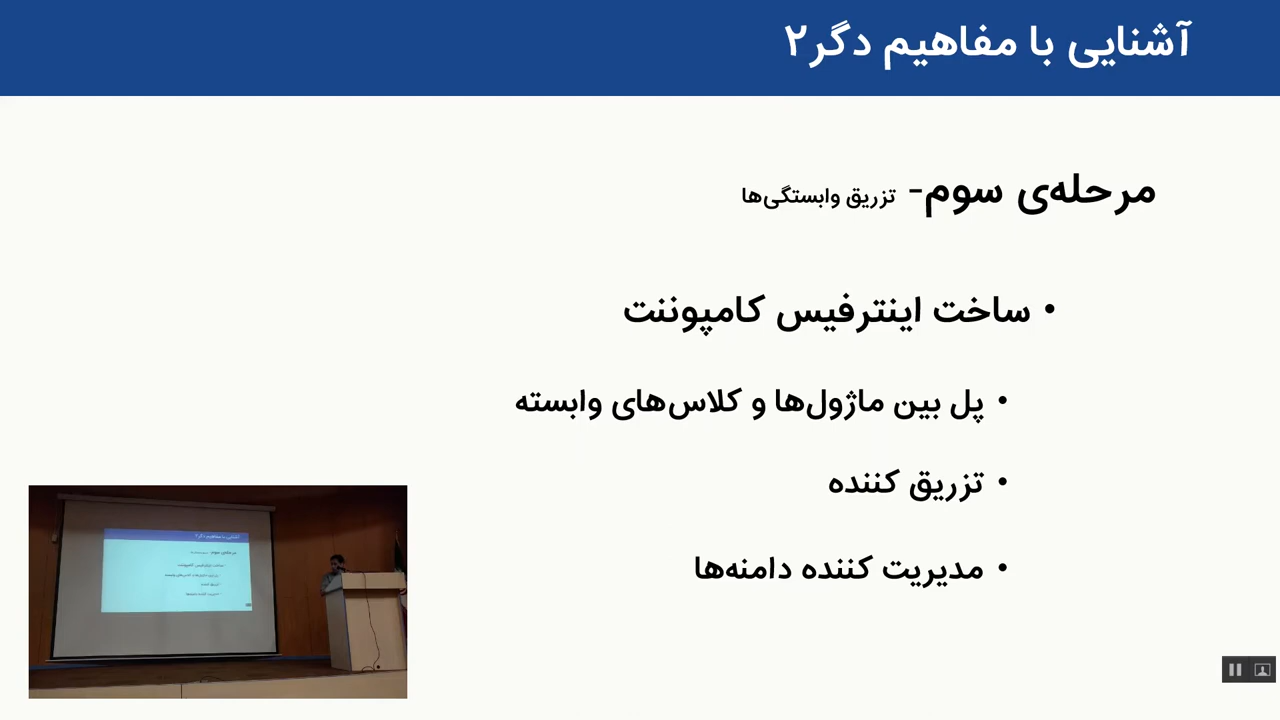 آشنایی با مفاهیم دگر۲
مرحله‌ی سوم- تزریق وابستگی‌ها
• ساخت اینترفیس کامپوننت
• پل بین ماژول‌ها و کلاس‌های وابسته
• تزریق کننده
• مدیریت کننده دامنه‌ها